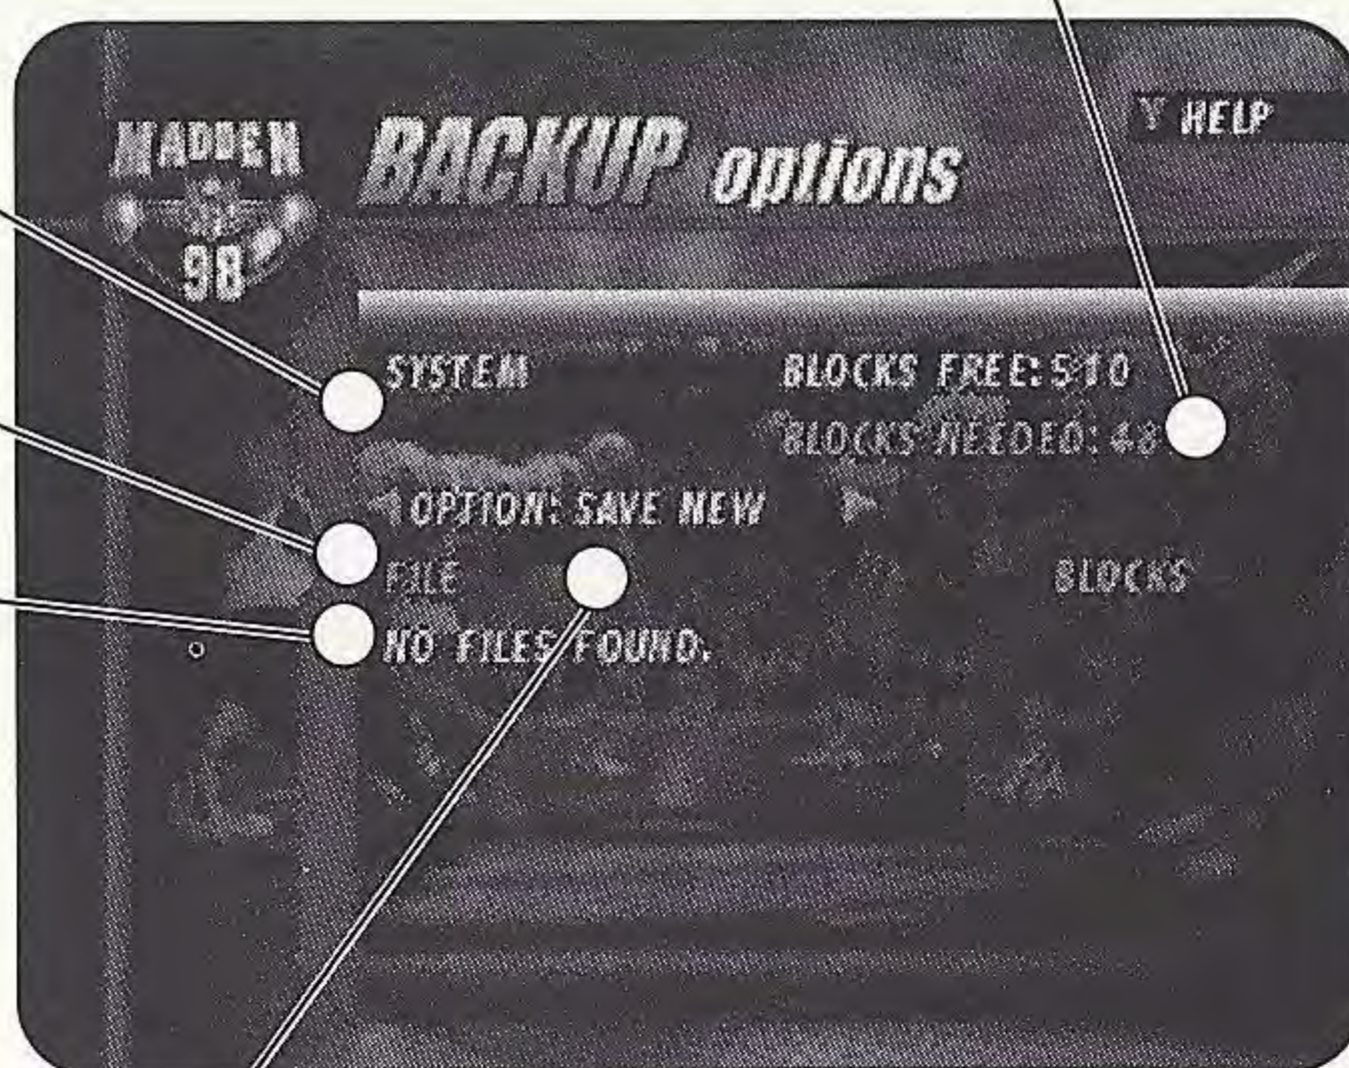 MADDEN
98
BACKUP options
Y HELP
SYSTEM
BLOCKS FREE: 510
BLOCKS NEEDED: 48
OPTION: SAVE NEW
FILE
BLOCKS
NO FILES FOUND.